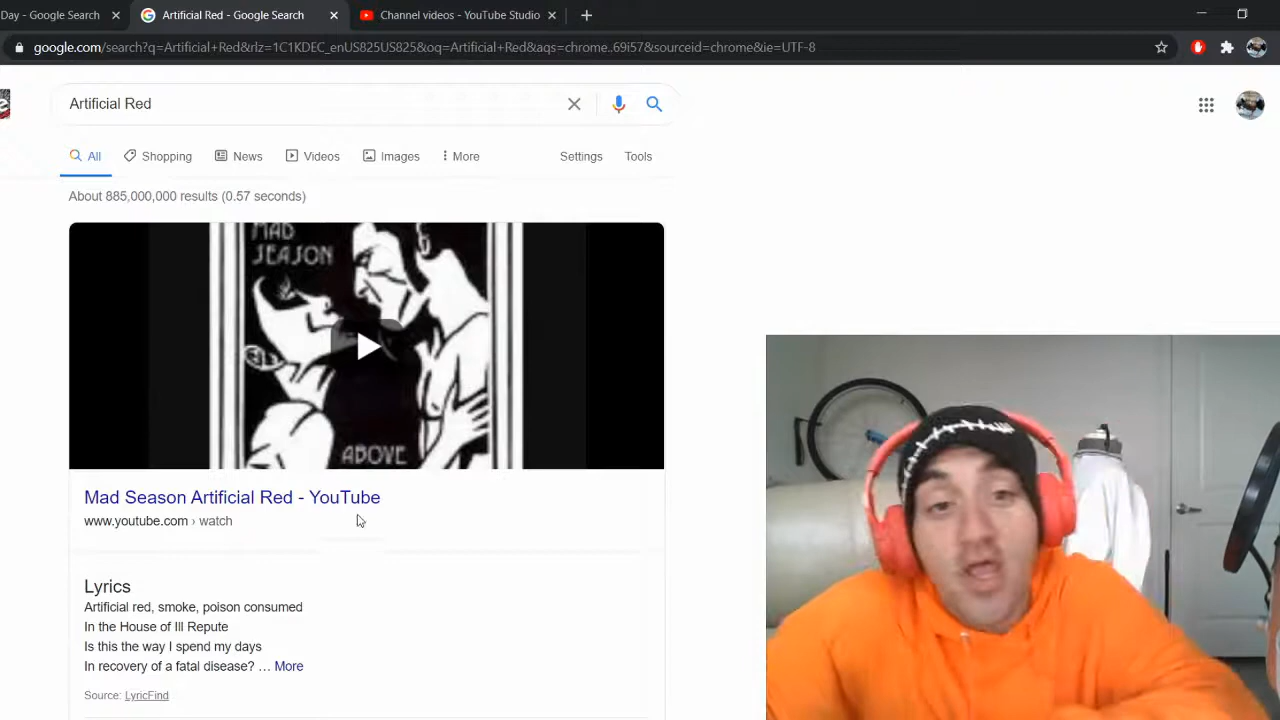 Day - Google Search
Artificial Red - Google Search
Channel videos - YouTube Studio
google.com/search?q=Artificial+Red&rlz=1C1KDEC_enUS825US825&oq=Artificial+Red&aqs=chrome..69i57&sourceid=chrome&ie=UTF-8
Artificial Red
All
Shopping
News
Videos
Images
More
Settings
Tools
About 885,000,000 results (0.57 seconds)
MAD
SEASON
ABOVE
Mad Season Artificial Red - YouTube
www.youtube.com › watch
Lyrics
Artificial red, smoke, poison consumed
In the House of Ill Repute
Is this the way I spend my days
In recovery of a fatal disease? … More
Source: LyricFind